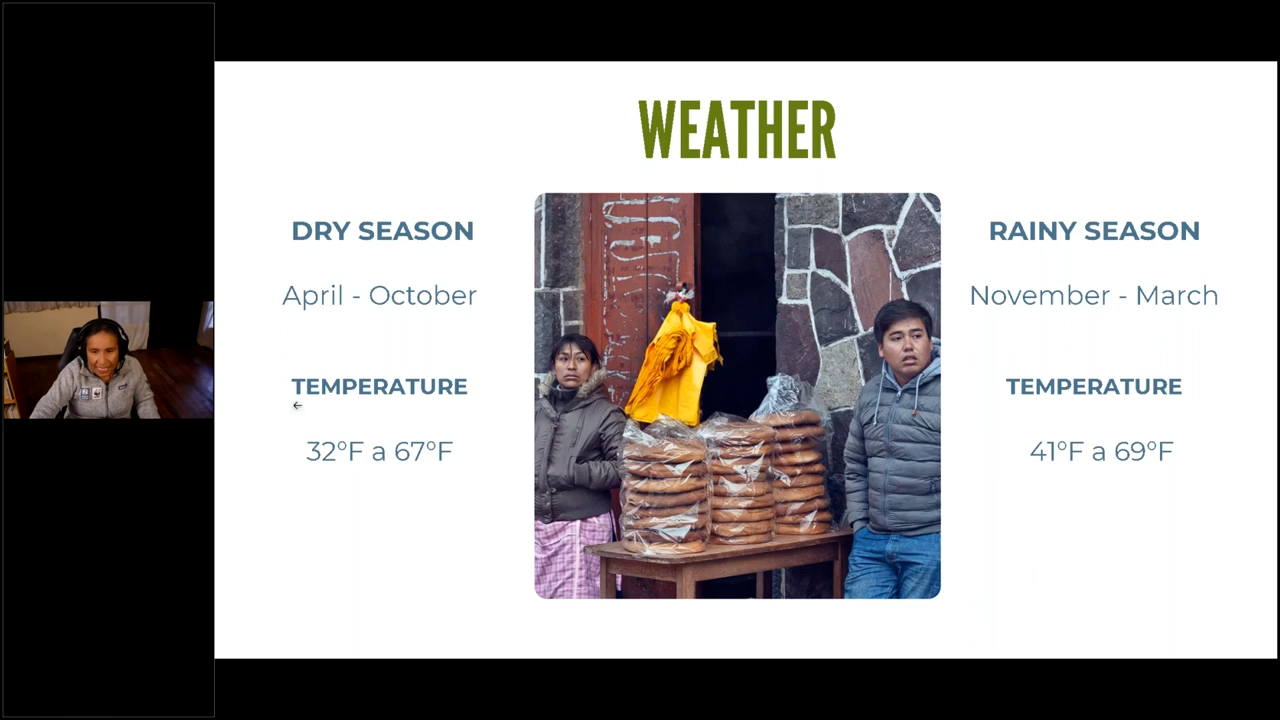 WEATHER
DRY SEASON
April - October
TEMPERATURE
32°F a 67°F
RAINY SEASON
November - March
TEMPERATURE
41°F a 69°F